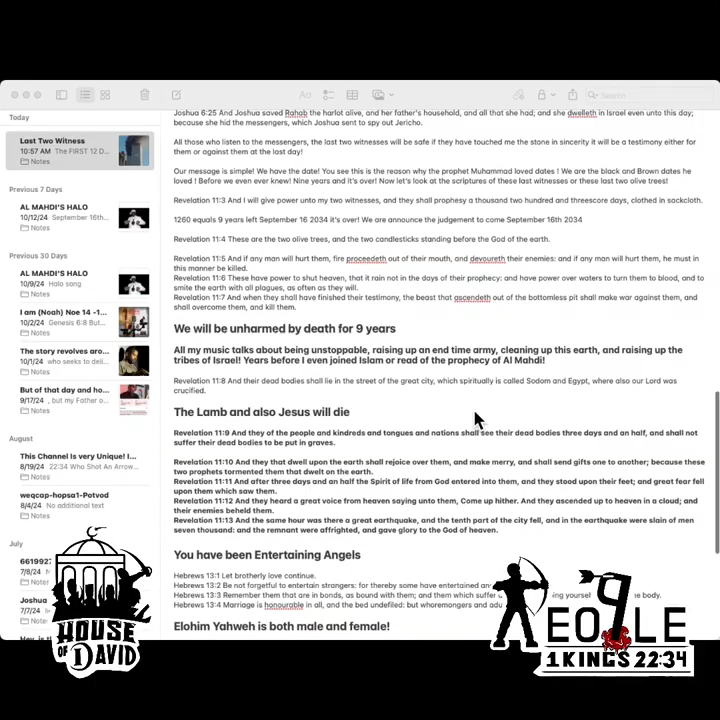 Search
Today
Last Two Witness
10:57 AM The FIRST 12 D...
Notes
Previous 7 Days
AL MAHDI'S HALO
10/12/24 September 16th...
Notes
Previous 30 Days
AL MAHDI'S HALO
10/9/24 Halo song
Notes
I am (Noah) Noe 14 -1...
10/2/24 Genesis 6:8 But...
Notes
The story revolves aro...
10/1/24 who seeks to deli...
Notes
But of that day and ho...
9/17/24 , but my Father o...
Notes
August
This Channel Is very Unique! I...
8/19/24 22:34 Who Shot An Arrow...
Notes
weqcap-hopsa1-Potvod
8/4/24 No additional text
Notes
July
6619927
7/8/24
Notes
Joshua
7/7/24
Notes
Joshua 6:25 And Joshua saved Rahab the harlot alive, and her father's household, and all that she had; and she dwelleth in Israel even unto this day;
because she hid the messengers, which Joshua sent to spy out Jericho.
All those who listen to the messengers, the last two witnesses will be safe if they have touched me the stone in sincerity it will be a testimony either for
them or against them at the last day!
Our message is simple! We have the date! You see this is the reason why the prophet Muhammad loved dates ! We are the black and Brown dates he
loved ! Before we even ever knew! Nine years and it's over! Now let's look at the scriptures of these last witnesses or these last two olive trees!
Revelation 11:3 And I will give power unto my two witnesses, and they shall prophesy a thousand two hundred and threescore days, clothed in sackcloth.
1260 equals 9 years left September 16 2034 it's over! We are announce the judgement to come September 16th 2034
Revelation 11:4 These are the two olive trees, and the two candlesticks standing before the God of the earth.
Revelation 11:5 And if any man will hurt them, fire proceedeth out of their mouth, and devoureth their enemies: and if any man will hurt them, he must in
this manner be killed.
Revelation 11:6 These have power to shut heaven, that it rain not in the days of their prophecy: and have power over waters to turn them to blood, and to
smite the earth with all plagues, as often as they will.
Revelation 11:7 And when they shall have finished their testimony, the beast that ascendeth out of the bottomless pit shall make war against them, and
shall overcome them, and kill them.
We will be unharmed by death for 9 years
All my music talks about being unstoppable, raising up an end time army, cleaning up this earth, and raising up the
tribes of Israel! Years before I even joined Islam or read of the prophecy of Al Mahdi!
Revelation 11:8 And their dead bodies shall lie in the street of the great city, which spiritually is called Sodom and Egypt, where also our Lord was
crucified.
The Lamb and also Jesus will die
Revelation 11:9 And they of the people and kindreds and tongues and nations shall see their dead bodies three days and an half, and shall not
suffer their dead bodies to be put in graves.
Revelation 11:10 And they that dwell upon the earth shall rejoice over them, and make merry, and shall send gifts one to another; because these
two prophets tormented them that dwelt on the earth.
Revelation 11:11 And after three days and an half the Spirit of life from God entered into them, and they stood upon their feet; and great fear fell
upon them which saw them.
Revelation 11:12 And they heard a great voice from heaven saying unto them, Come up hither. And they ascended up to heaven in a cloud; and
their enemies beheld them.
Revelation 11:13 And the same hour was there a great earthquake, and the tenth part of the city fell, and in the earthquake were slain of men
seven thousand: and the remnant were affrighted, and gave glory to the God of heaven.
You have been Entertaining Angels
Hebrews 13:1 Let brotherly love continue.
Hebrews 13:2 Be not forgetful to entertain strangers: for thereby some have entertained
Hebrews 13:3 Remember them that are in bonds, as bound with them; and them which suffer yourself the body.
Hebrews 13:4 Marriage is honourable in all, and the bed undefiled: but whoremongers and
Elohim Yahweh is both male and female!
HOUSE
OF DAVID
EOPLE
1 KINGS 22:34